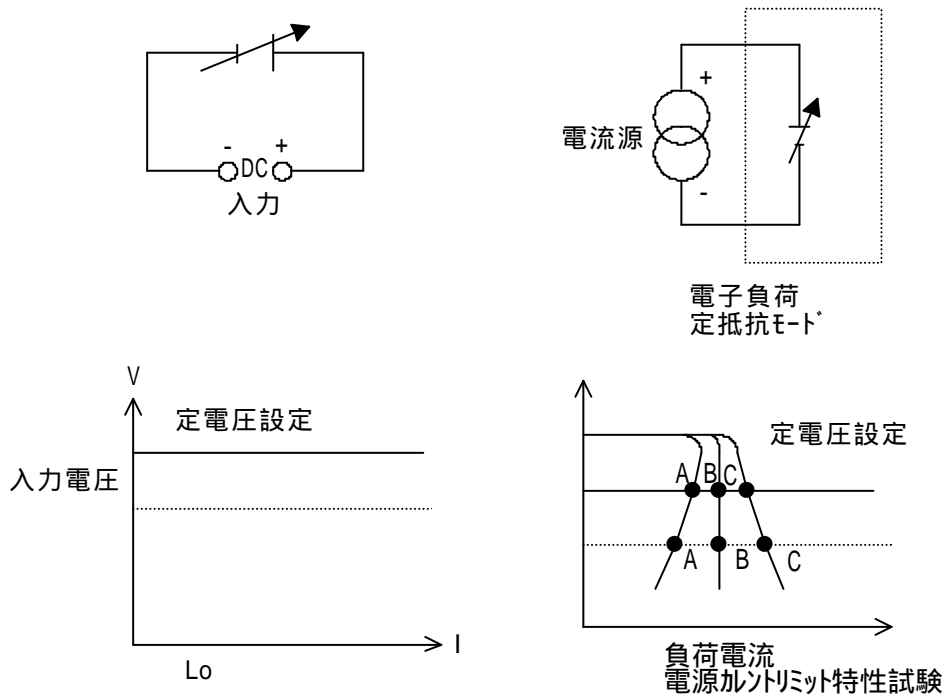 - DC +
入力
電流源
+
-
電子負荷
定抵抗ﾓｰﾄﾞ
V
定電圧設定
入力電圧
I
Lo
定電圧設定
A B C
A B C
負荷電流
電源ｶﾚﾝﾄﾘﾐｯﾄ特性試験